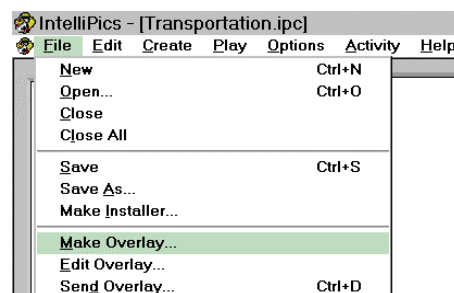 IntelliPics - [Transportation.ipc]
File Edit Create Play Options Activity Help
New Ctrl+N
Open... Ctrl+O
Close
Close All
Save Ctrl+S
Save As...
Make Installer...
Make Overlay...
Edit Overlay...
Send Overlay... Ctrl+D